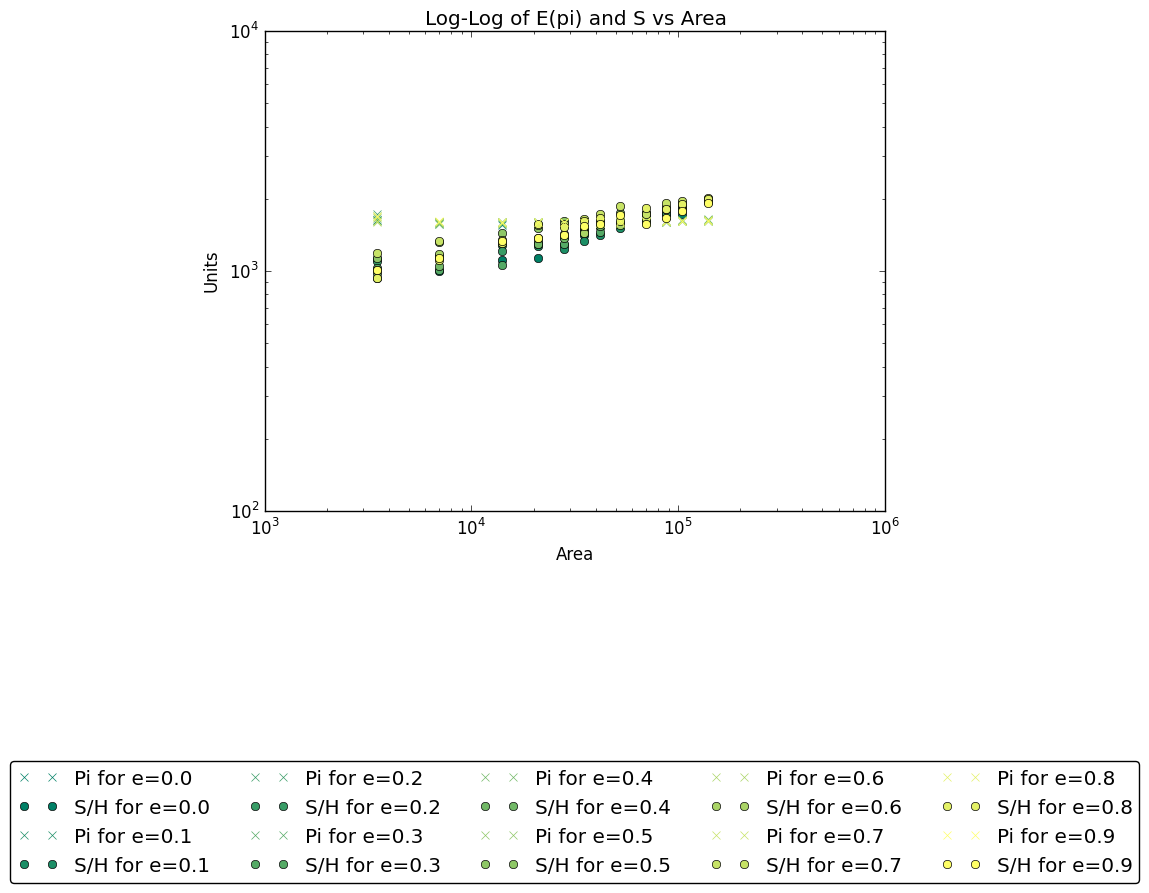 Log-Log of E(pi) and S vs Area
10^4
10^3
10^2
Units
10^3 10^4 10^5 10^6
Area
Pi for e=0.0 Pi for e=0.2 Pi for e=0.4 Pi for e=0.6 Pi for e=0.8
S/H for e=0.0 S/H for e=0.2 S/H for e=0.4 S/H for e=0.6 S/H for e=0.8
Pi for e=0.1 Pi for e=0.3 Pi for e=0.5 Pi for e=0.7 Pi for e=0.9
S/H for e=0.1 S/H for e=0.3 S/H for e=0.5 S/H for e=0.7 S/H for e=0.9